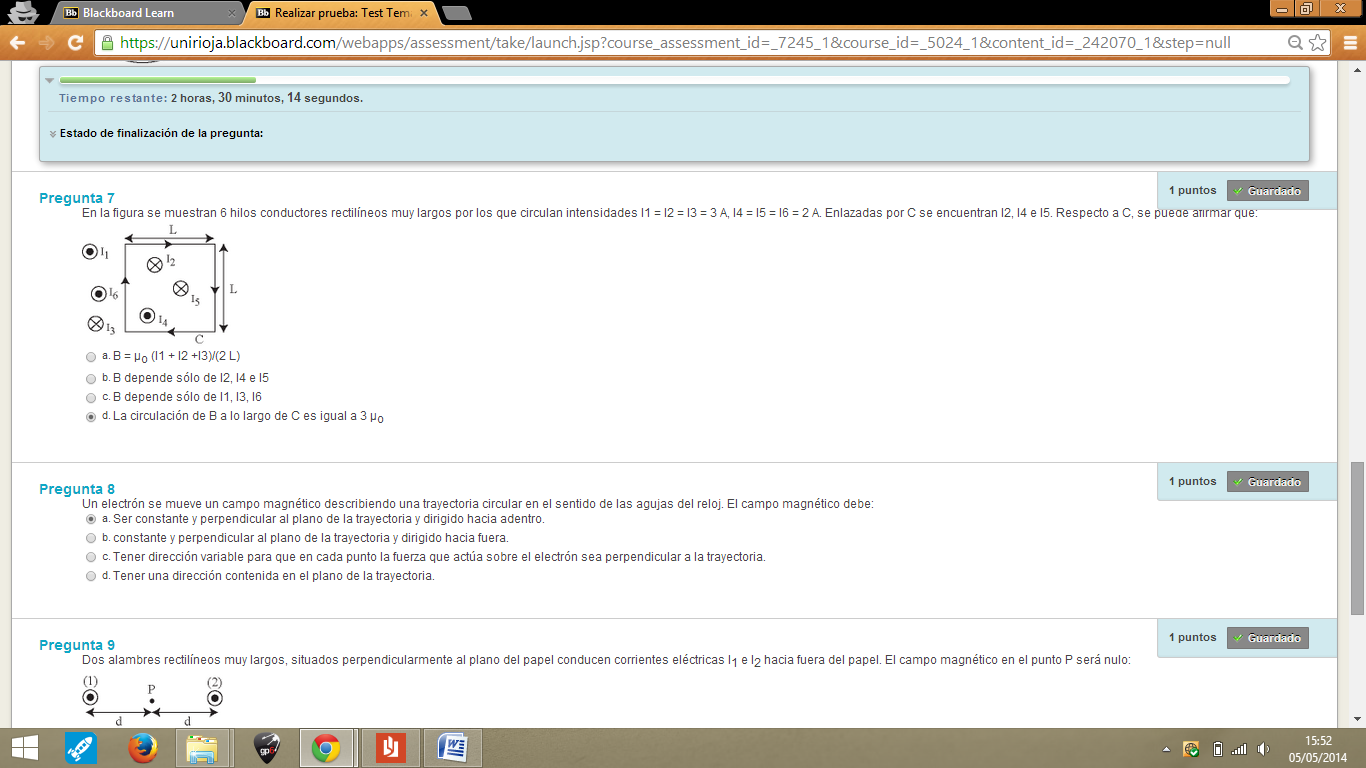 Blackboard Learn
Realizar prueba: Test Tem
https://unirioja.blackboard.com/webapps/assessment/take/launch.jsp?course_assessment_id=_7245_1&course_id=_5024_1&content_id=_242070_1&step=null
Tiempo restante: 2 horas, 30 minutos, 14 segundos.
Estado de finalización de la pregunta:
1 puntos Guardado
Pregunta 7
En la figura se muestran 6 hilos conductores rectilíneos muy largos por los que circulan intensidades I1 = I2 = I3 = 3 A, I4 = I5 = I6 = 2 A. Enlazadas por C se encuentran I2, I4 e I5. Respecto a C, se puede afirmar que:
L
I1
I2
I6
I5
L
I3
I4
C
a. B = µ0 (I1 + I2 +I3)/(2 L)
b. B depende sólo de I2, I4 e I5
c. B depende sólo de I1, I3, I6
d. La circulación de B a lo largo de C es igual a 3 µ0
1 puntos Guardado
Pregunta 8
Un electrón se mueve un campo magnético describiendo una trayectoria circular en el sentido de las agujas del reloj. El campo magnético debe:
a. Ser constante y perpendicular al plano de la trayectoria y dirigido hacia adentro.
b. constante y perpendicular al plano de la trayectoria y dirigido hacia fuera.
c. Tener dirección variable para que en cada punto la fuerza que actúa sobre el electrón sea perpendicular a la trayectoria.
d. Tener una dirección contenida en el plano de la trayectoria.
1 puntos Guardado
Pregunta 9
Dos alambres rectilíneos muy largos, situados perpendicularmente al plano del papel conducen corrientes eléctricas I1 e I2 hacia fuera del papel. El campo magnético en el punto P será nulo:
(1) P (2)
d d
15:52
05/05/2014